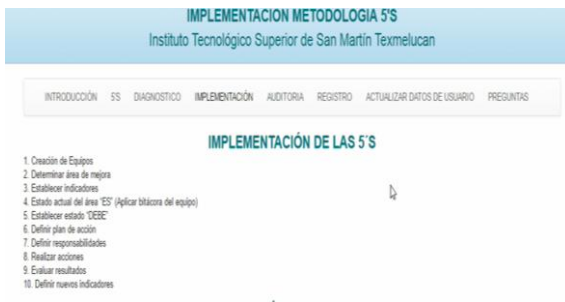 IMPLEMENTACION METODOLOGIA 5'S
Instituto Tecnológico Superior de San Martín Texmelucan
INTRODUCCIÓN 5'S DIAGNOSTICO IMPLEMENTACIÓN AUDITORIA REGISTRO ACTUALIZAR DATOS DE USUARIO PREGUNTAS
IMPLEMENTACIÓN DE LAS 5´S
1. Creación de Equipos
2. Determinar área de mejora
3. Establecer indicadores
4. Estado actual del área "ES" (Aplicar bitácora del equipo)
5. Establecer estado "DEBE"
6. Definir plan de acción
7. Definir responsabilidades
8. Realizar acciones
9. Evaluar resultados
10. Definir nuevos indicadores